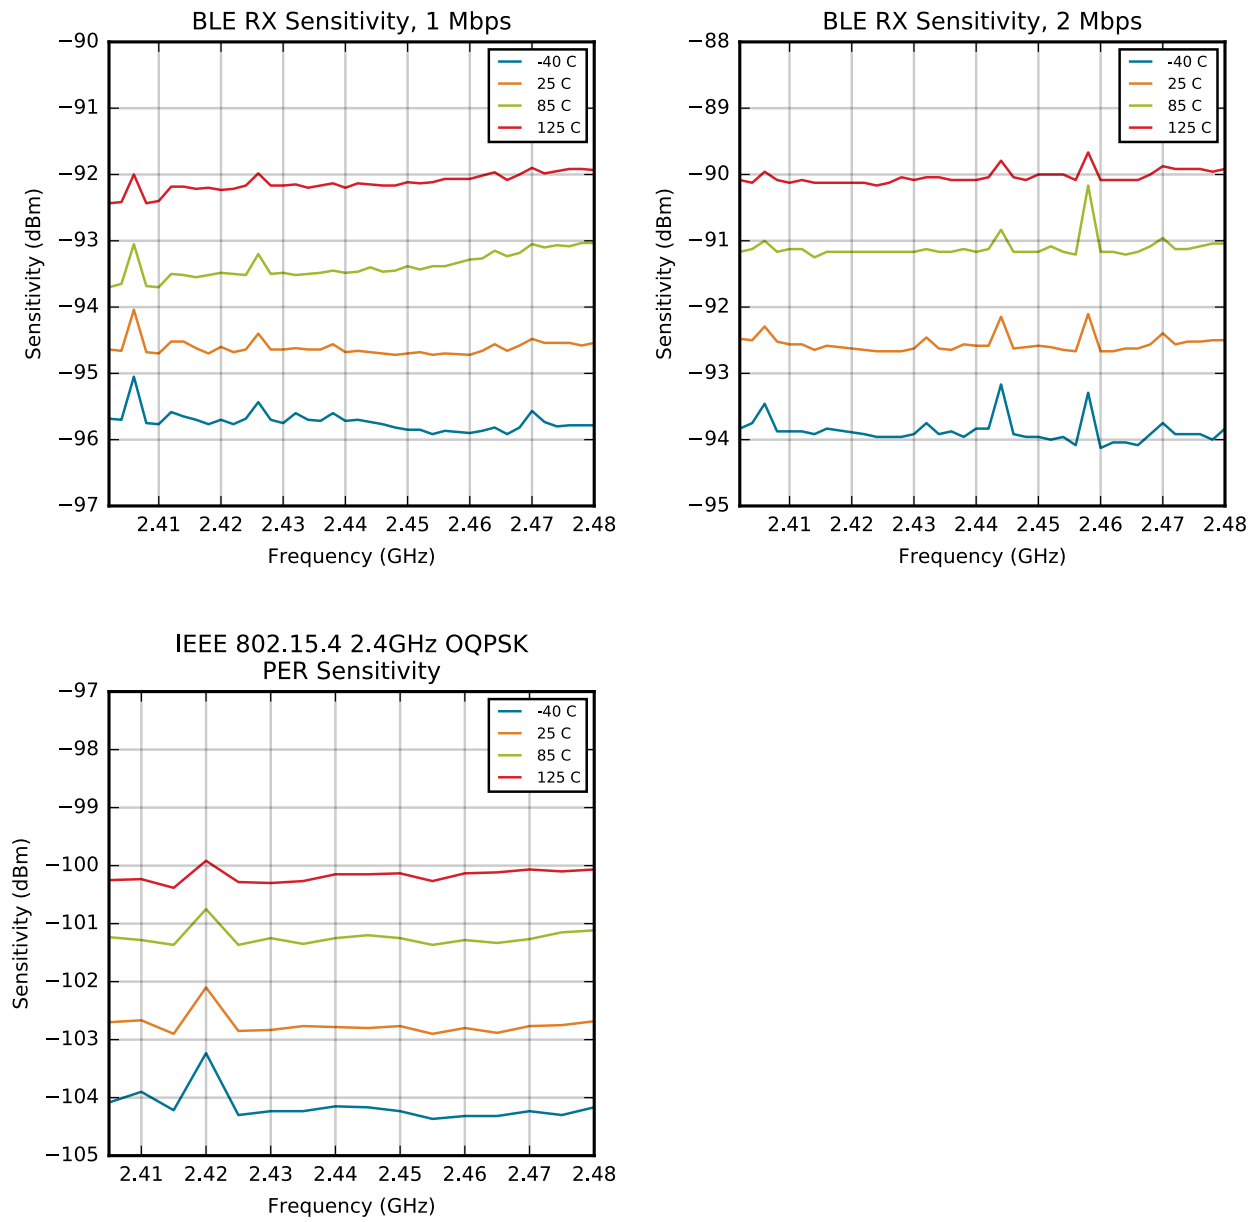 BLE RX Sensitivity, 1 Mbps
−90
−91
−92
−93
−94
−95
−96
−97
Sensitivity (dBm)
-40 C
25 C
85 C
125 C
2.41 2.42 2.43 2.44 2.45 2.46 2.47 2.48
Frequency (GHz)
BLE RX Sensitivity, 2 Mbps
−88
−89
−90
−91
−92
−93
−94
−95
Sensitivity (dBm)
-40 C
25 C
85 C
125 C
2.41 2.42 2.43 2.44 2.45 2.46 2.47 2.48
Frequency (GHz)
IEEE 802.15.4 2.4GHz OQPSK
PER Sensitivity
−97
−98
−99
−100
−101
−102
−103
−104
−105
Sensitivity (dBm)
-40 C
25 C
85 C
125 C
2.41 2.42 2.43 2.44 2.45 2.46 2.47 2.48
Frequency (GHz)